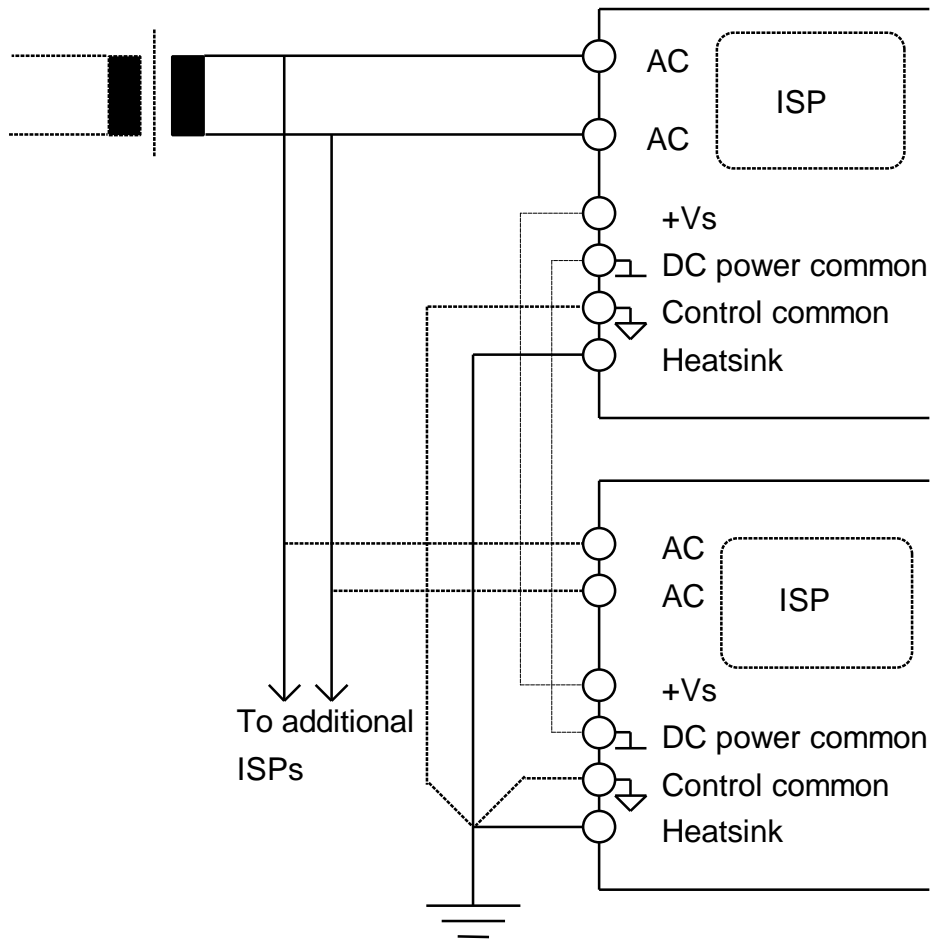 AC
ISP
AC
+Vs
DC power common
Control common
Heatsink
AC
AC
ISP
+Vs
DC power common
Control common
Heatsink
To additional
ISPs